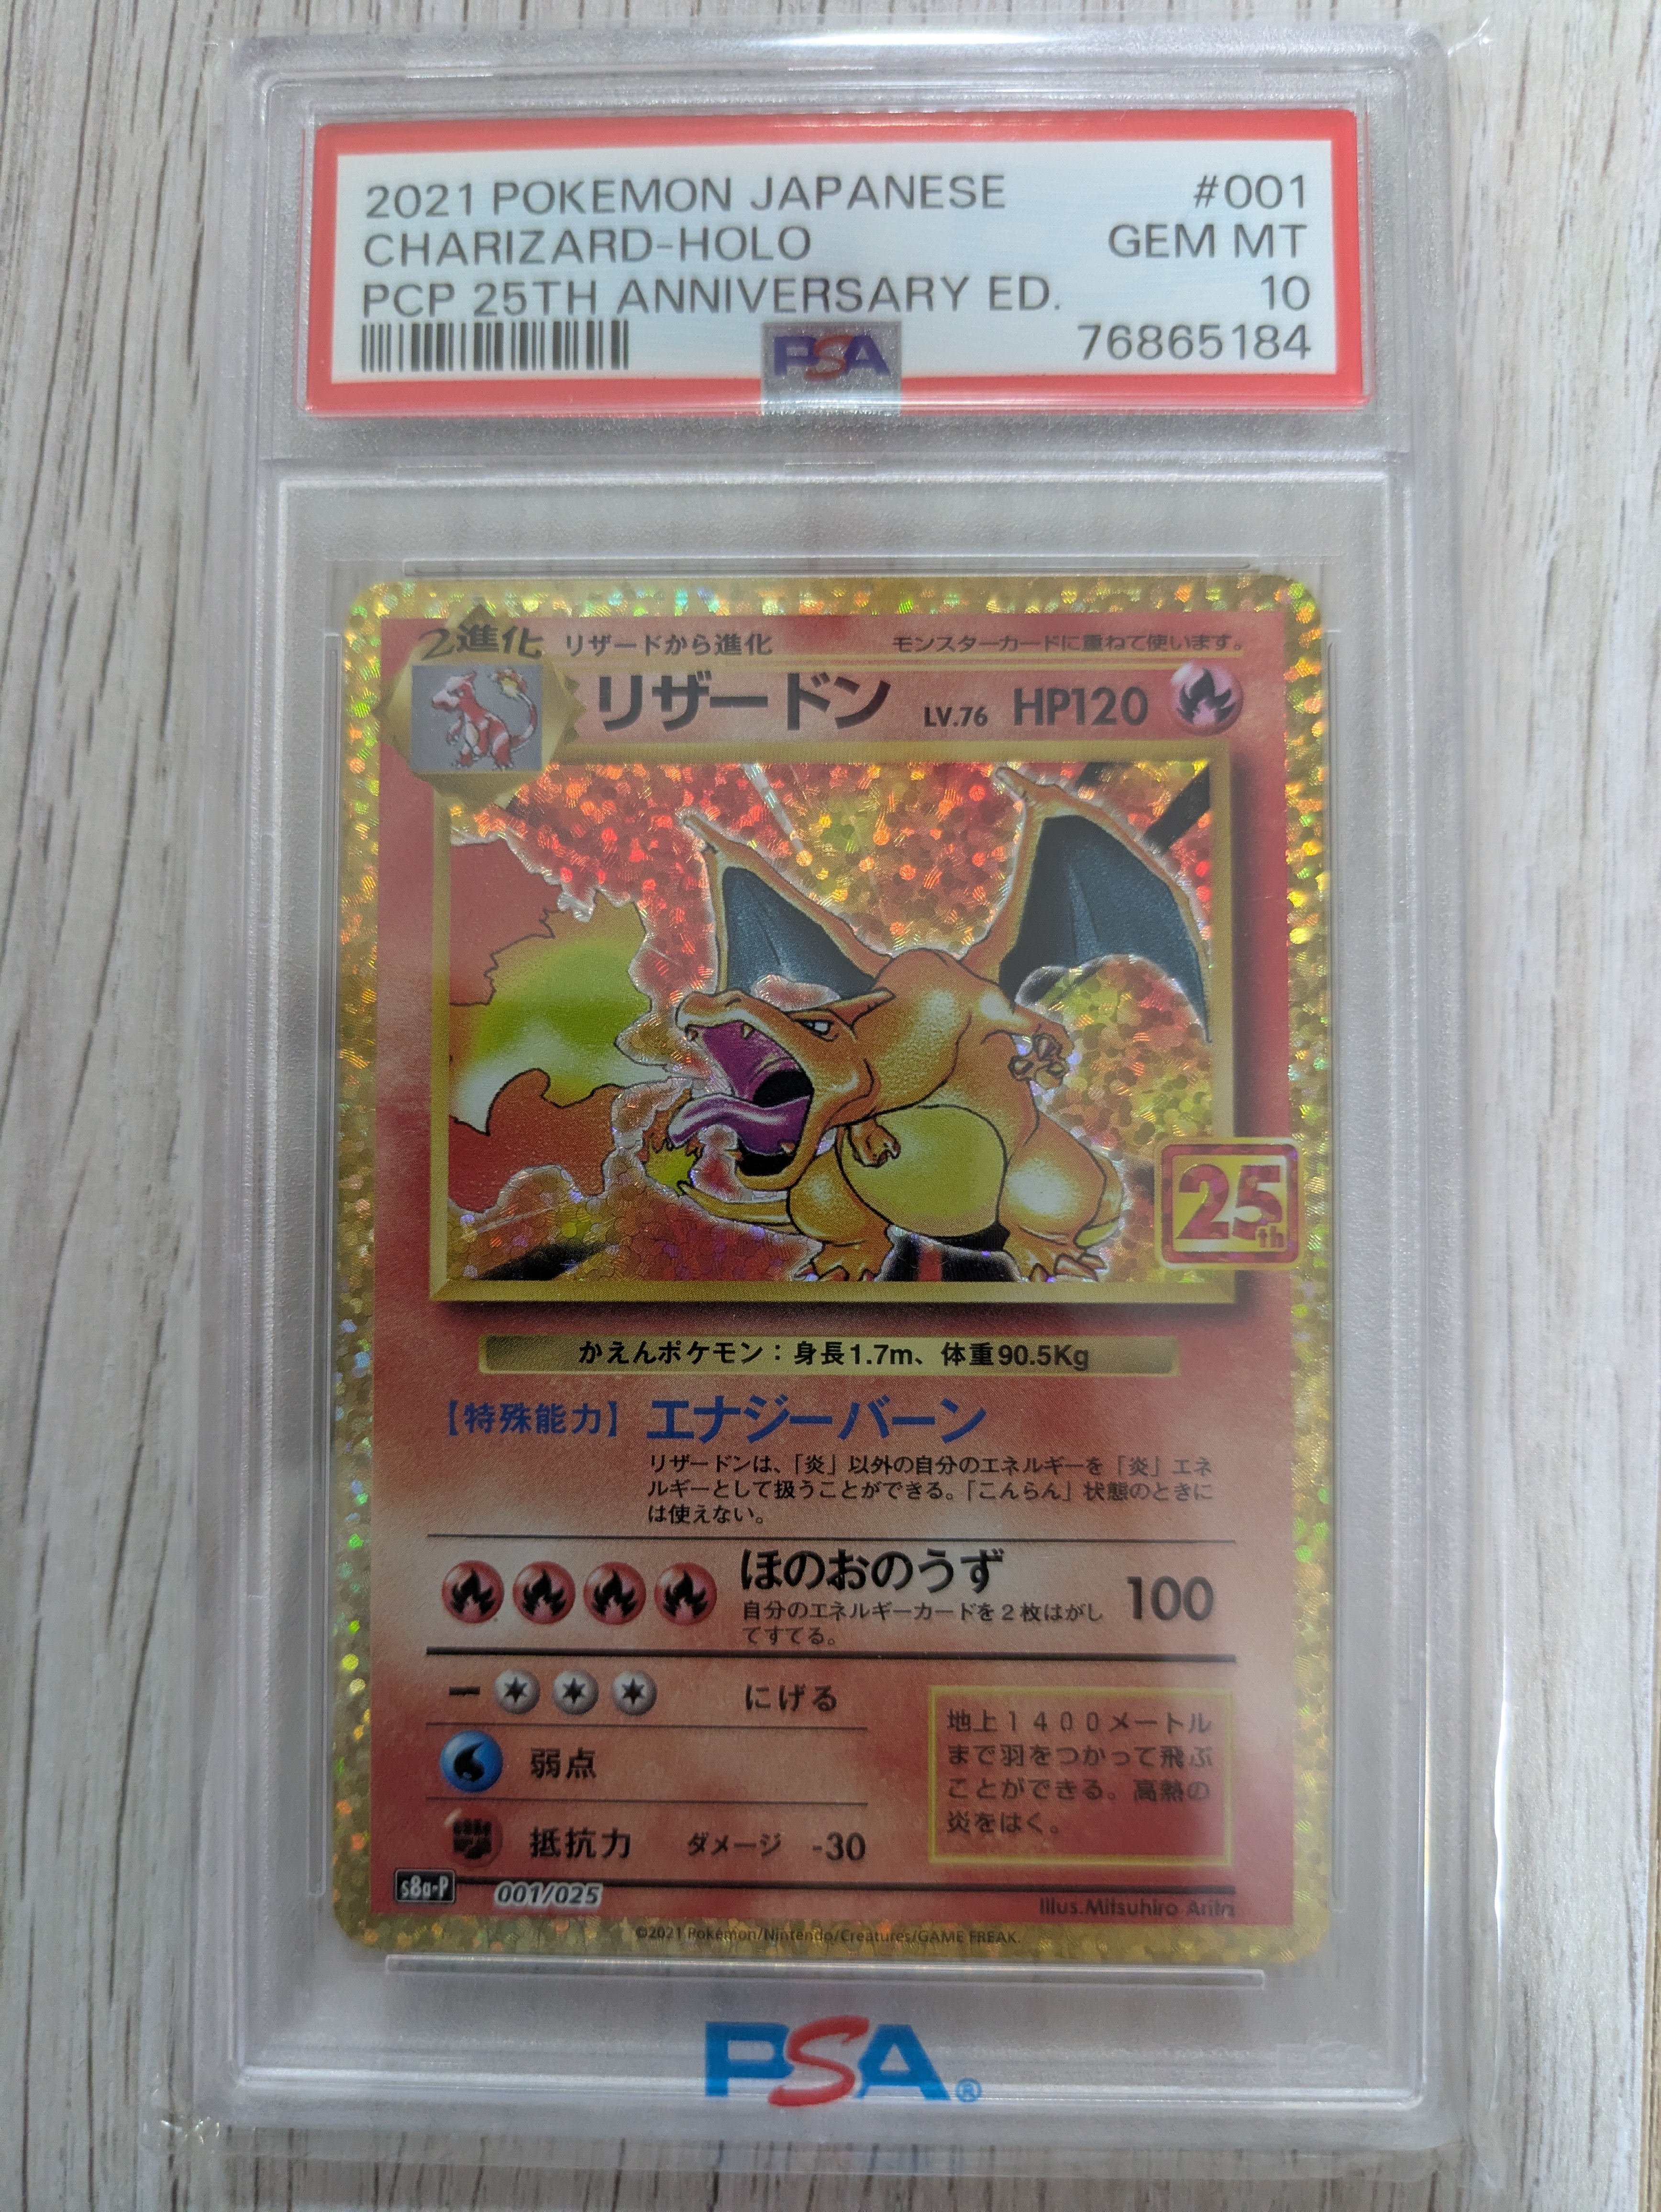 2021 POKEMON JAPANESE #001
CHARIZARD-HOLO GEM MT
PCP 25TH ANNIVERSARY ED. 10
PSA 76865184
2進化 リザードから進化 モンスターカードに重ねて使います。
リザードン LV.76 HP120
25th
かえんポケモン：身長1.7m、体重90.5Kg
【特殊能力】 エナジーバーン
リザードンは、「炎」以外の自分のエネルギーを「炎」エネ
ルギーとして扱うことができる。「こんらん」状態のときに
は使えない。
ほのおのうず 100
自分のエネルギーカードを２枚はがし
てすてる。
ー にげる
弱点
抵抗力 ダメージ -30
地上１４００メートル
まで羽をつかって飛ぶ
ことができる。高熱の
炎をはく。
s8a-P 001/025 Illus.Mitsuhiro Arita
©2021 Pokémon/Nintendo/Creatures/GAME FREAK.
PSA®